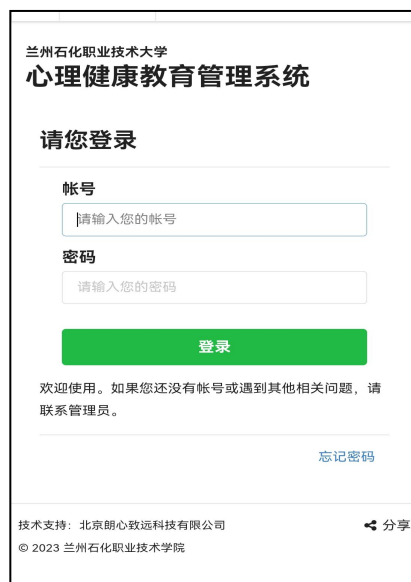 兰州石化职业技术大学
心理健康教育管理系统
请您登录
帐号
请输入您的帐号
密码
请输入您的密码
登录
欢迎使用。如果您还没有帐号或遇到其他相关问题，请
联系管理员。
忘记密码
技术支持：北京朗心致远科技有限公司
分享
© 2023 兰州石化职业技术学院